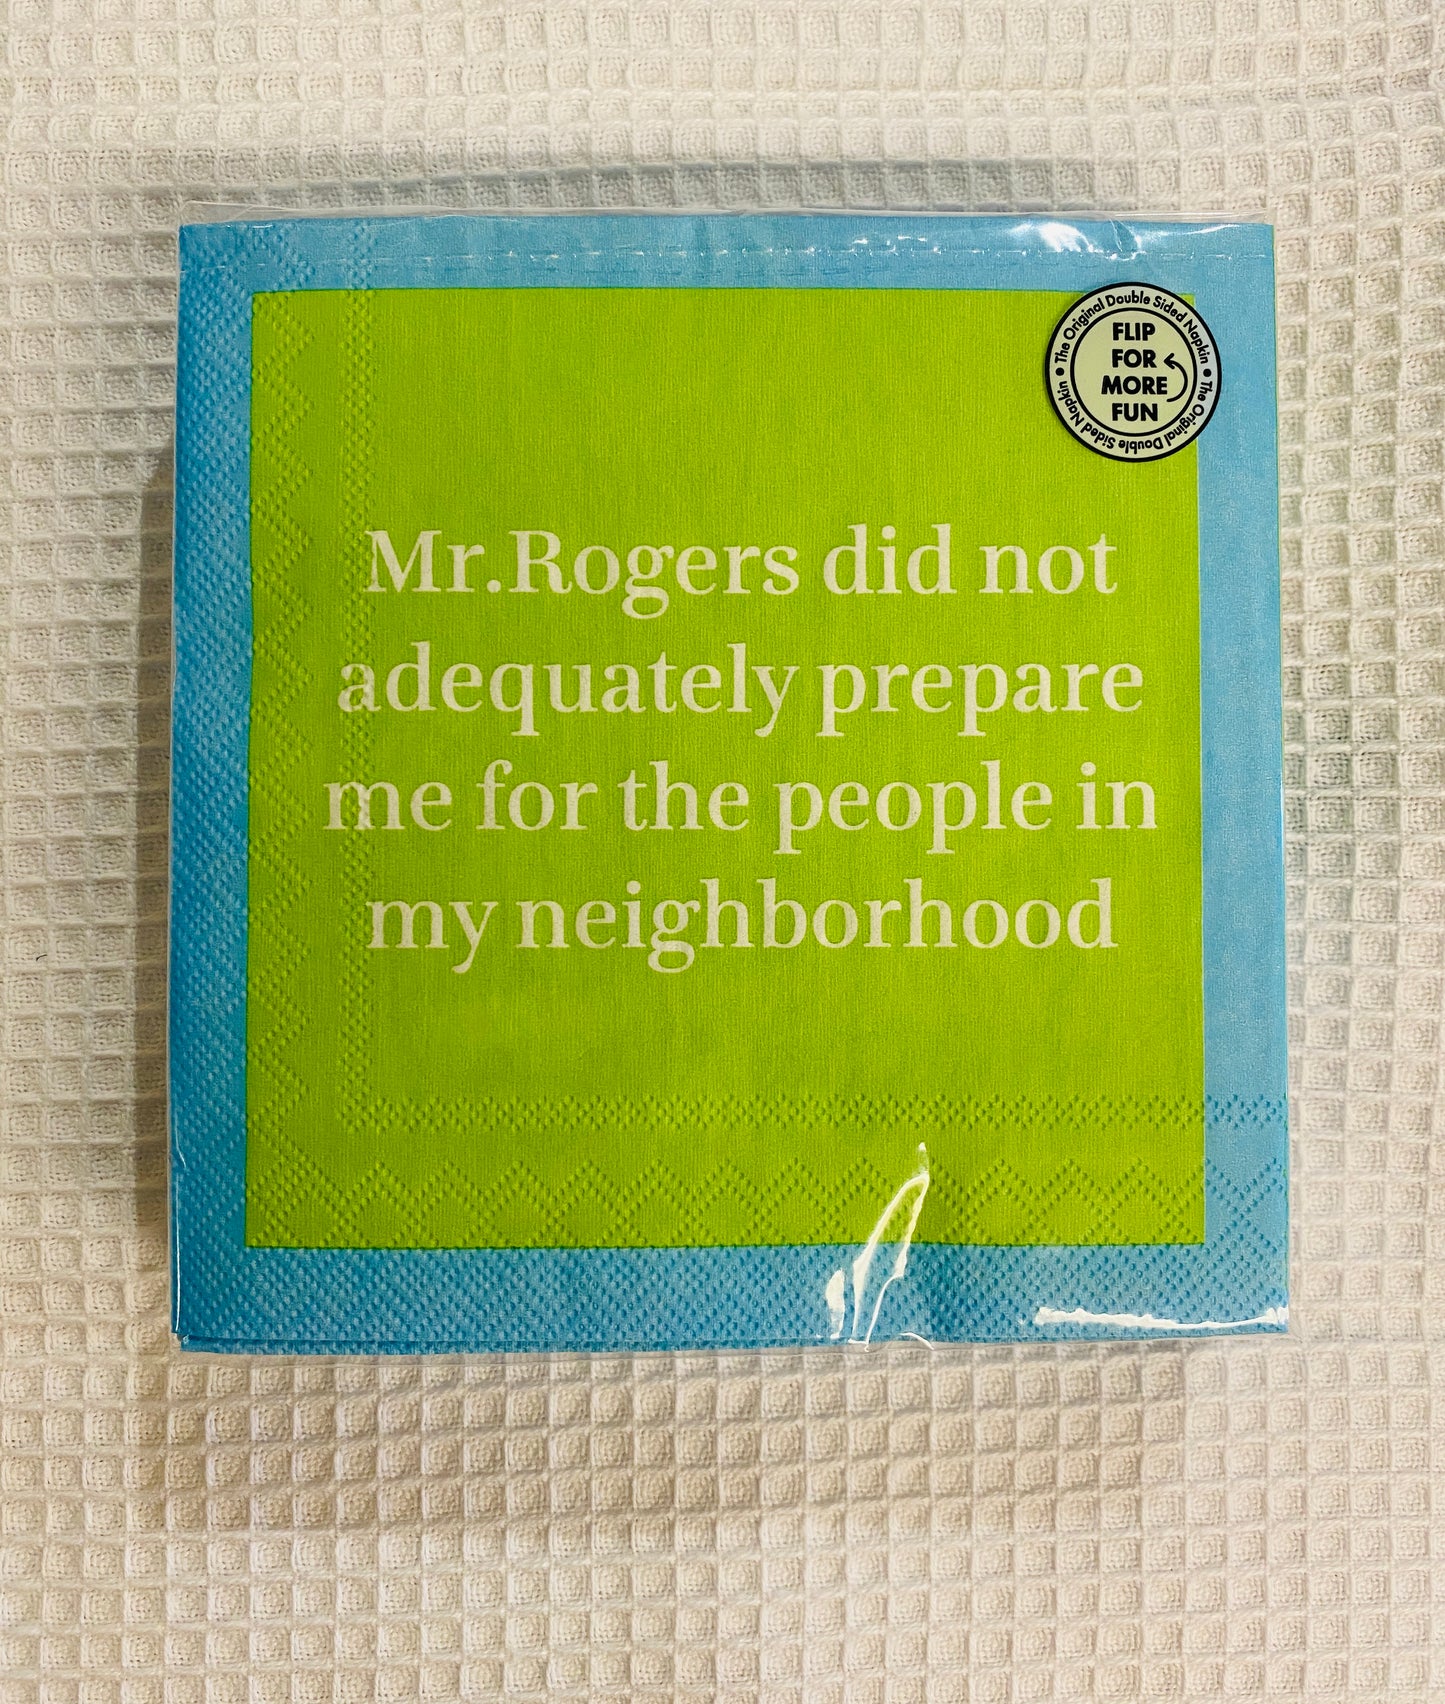 The Original Double Sided Napkin • The Original Double Sided Napkin •
FLIP
FOR
MORE
FUN
Mr.Rogers did not
adequately prepare
me for the people in
my neighborhood